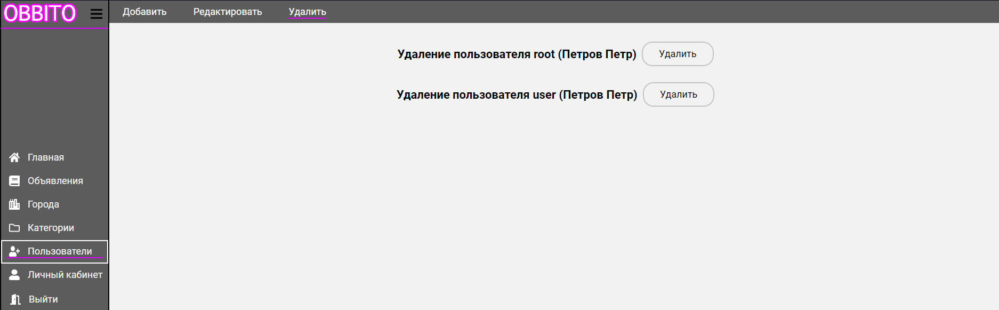 OBBITO
Добавить
Редактировать
Удалить
Удаление пользователя root (Петров Петр)
Удалить
Удаление пользователя user (Петров Петр)
Удалить
Главная
Объявления
Города
Категории
Пользователи
Личный кабинет
Выйти